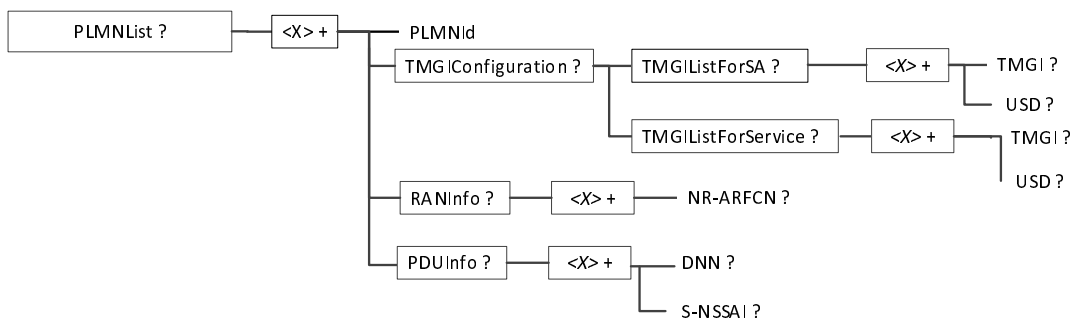 PLMNList ?
<X> +
PLMNId
TMGIConfiguration ?
TMGIListForSA ?
<X> +
TMGI ?
USD ?
TMGIListForService ?
<X> +
TMGI ?
USD ?
RANInfo ?
<X> +
NR-ARFCN ?
PDUInfo ?
<X> +
DNN ?
S-NSSAI ?